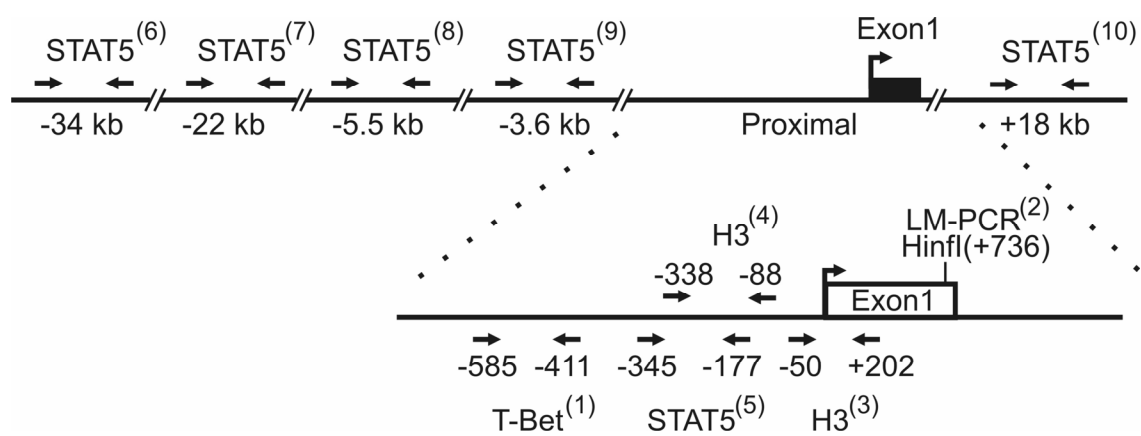 Exon1
STAT5(6) STAT5(7) STAT5(8) STAT5(9) STAT5(10)
-34 kb -22 kb -5.5 kb -3.6 kb Proximal +18 kb
LM-PCR(2)
H3(4) HinfI(+736)
-338 -88
Exon1
-585 -411 -345 -177 -50 +202
T-Bet(1) STAT5(5) H3(3)